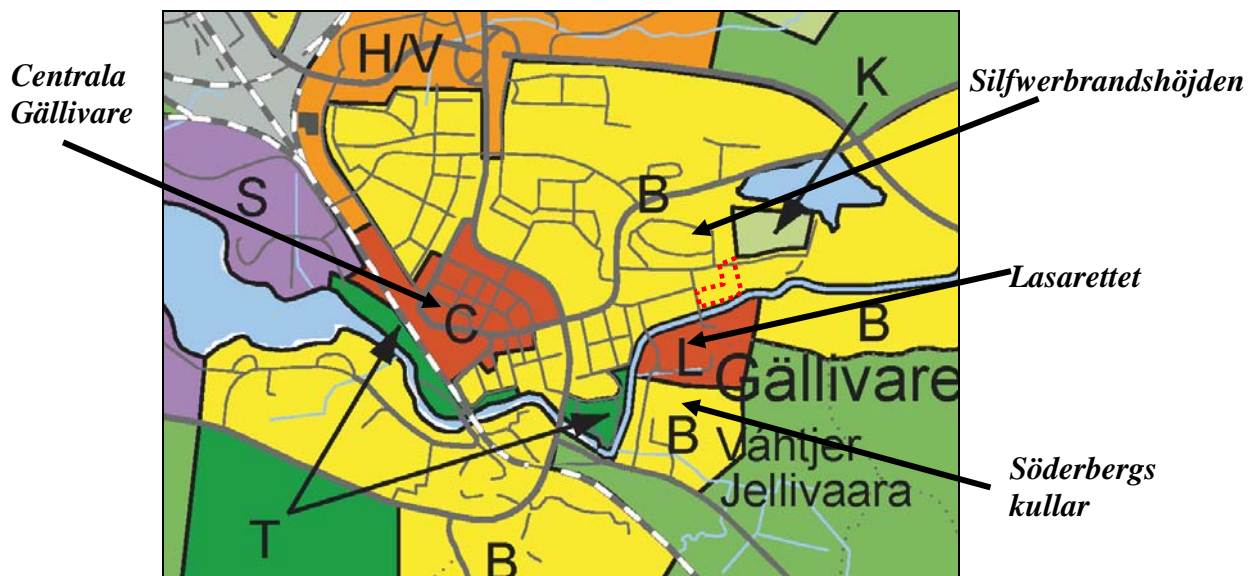 Centrala
Gällivare
H/V
K
Silfwerbrandshöjden
S
B
Lasarettet
C
B
L
Gällivare
B
Váhtjer
Jellivaara
Söderbergs
kullar
T
B